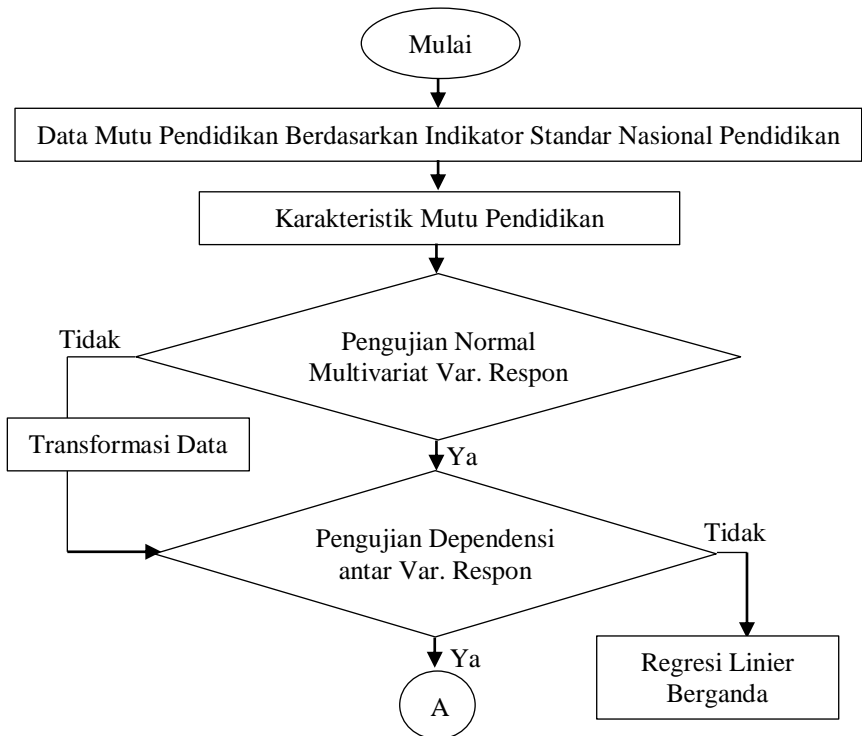 Mulai
Data Mutu Pendidikan Berdasarkan Indikator Standar Nasional Pendidikan
Karakteristik Mutu Pendidikan
Tidak
Pengujian Normal
Multivariat Var. Respon
Transformasi Data
Ya
Pengujian Dependensi
antar Var. Respon
Tidak
Ya
Regresi Linier
Berganda
A